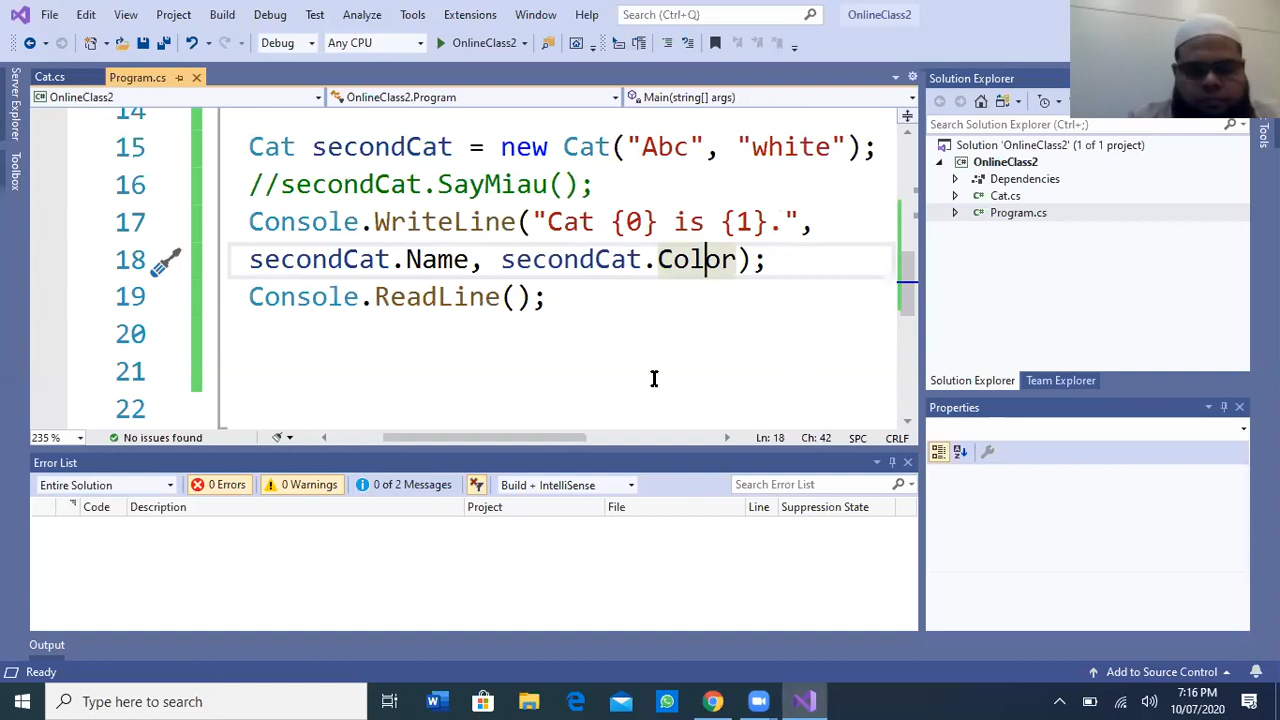 File Edit View Project Build Debug Test Analyze Tools Extensions Window Help Search (Ctrl+Q) OnlineClass2
Debug Any CPU OnlineClass2
Server Explorer
Toolbox
Cat.cs Program.cs
OnlineClass2 OnlineClass2.Program Main(string[] args)
14
15 Cat secondCat = new Cat("Abc", "white");
16 //secondCat.SayMiau();
17 Console.WriteLine("Cat {0} is {1}.",
18 secondCat.Name, secondCat.Color);
19 Console.ReadLine();
20
21
22
235 % No issues found Ln: 18 Ch: 42 SPC CRLF
Error List
Entire Solution 0 Errors 0 Warnings 0 of 2 Messages Build + IntelliSense Search Error List
Code Description Project File Line Suppression State
Output
Solution Explorer
Search Solution Explorer (Ctrl+;)
Solution 'OnlineClass2' (1 of 1 project)
OnlineClass2
Dependencies
Cat.cs
Program.cs
Solution Explorer Team Explorer
Properties
Ready Add to Source Control
Type here to search
7:16 PM
10/07/2020